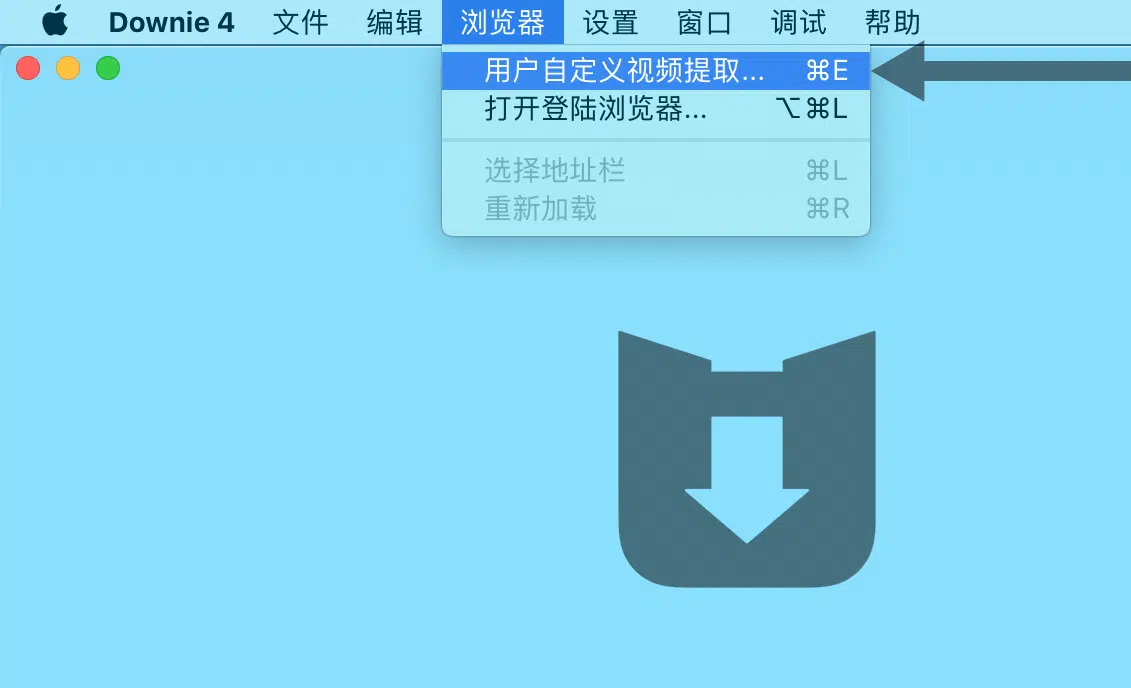 Downie 4 文件 编辑 浏览器 设置 窗口 调试 帮助
用户自定义视频提取... ⌘E
打开登陆浏览器... ⌥⌘L
选择地址栏 ⌘L
重新加载 ⌘R